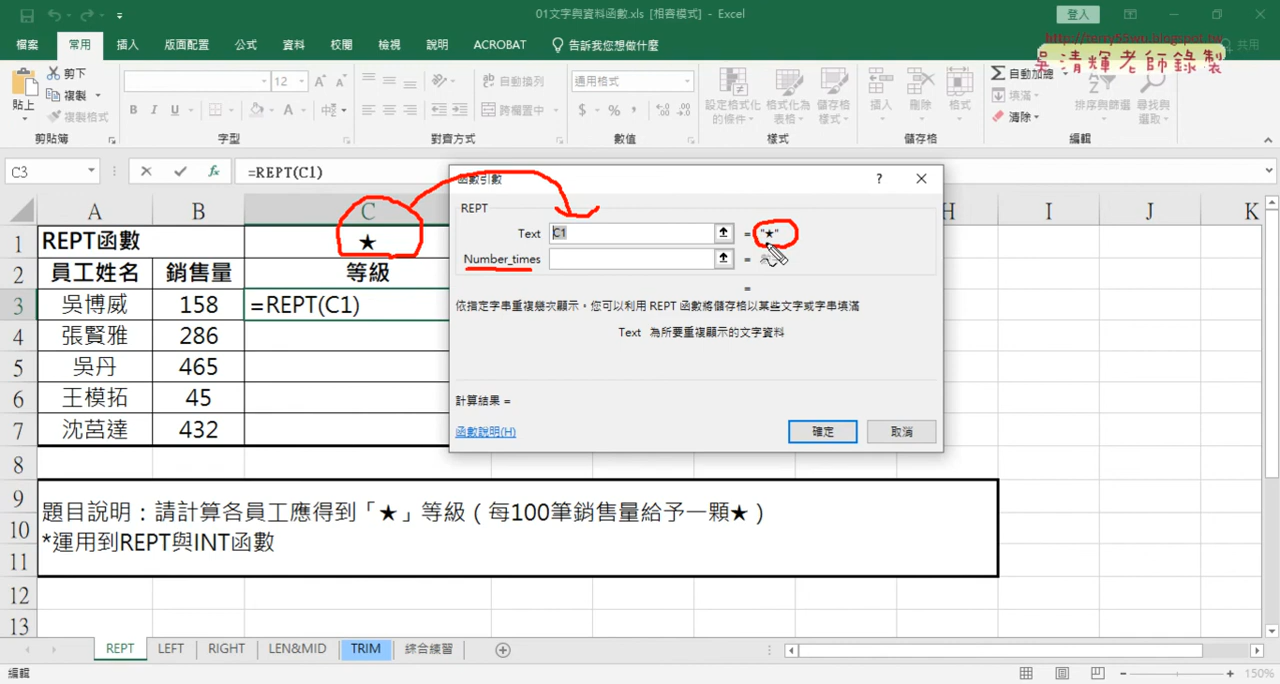 01文字與資料函數.xls [相容模式] - Excel
登入
檔案 常用 插入 版面配置 公式 資料 校閱 檢視 說明 ACROBAT 告訴我您想做什麼 共用
http://terry55wu.blogspot.tw
吳清輝老師錄製
貼上 剪下 複製 複製格式 剪貼簿
12 B I U 字型
自動換列 跨欄置中 對齊方式
通用格式 $ % 數值
設定格式化的條件 格式化為表格 儲存格樣式 樣式
插入 刪除 格式 儲存格
自動加總 填滿 清除 排序與篩選 尋找與選取 編輯
C3 fx =REPT(C1)
A B C H I J K
1 REPT函數 ★
2 員工姓名 銷售量 等級
3 吳博威 158 =REPT(C1)
4 張賢雅 286
5 吳丹 465
6 王模拓 45
7 沈莒達 432
8
9
10
11
12
13
函數引數 ?
REPT
Text C1 = "★"
Number_times =
=
依指定字串重複幾次顯示。您可以利用 REPT 函數將儲存格以某些文字或字串填滿
Text 為所要重複顯示的文字資料
計算結果 =
函數說明(H) 確定 取消
題目說明：請計算各員工應得到「★」等級（每100筆銷售量給予一顆★）
*運用到REPT與INT函數
REPT LEFT RIGHT LEN&MID TRIM 綜合練習
編輯 150%